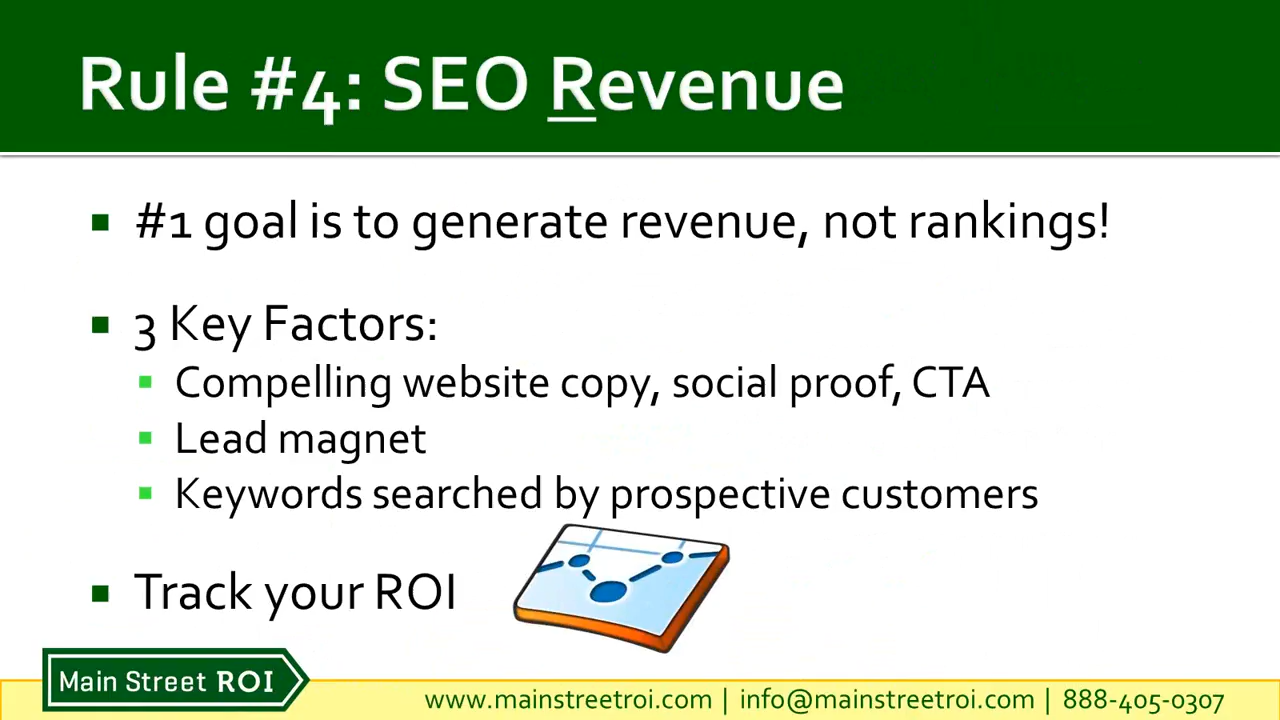 Rule #4: SEO Revenue
#1 goal is to generate revenue, not rankings!
3 Key Factors:
Compelling website copy, social proof, CTA
Lead magnet
Keywords searched by prospective customers
Track your ROI
Main Street ROI
www.mainstreetroi.com | info@mainstreetroi.com | 888-405-0307